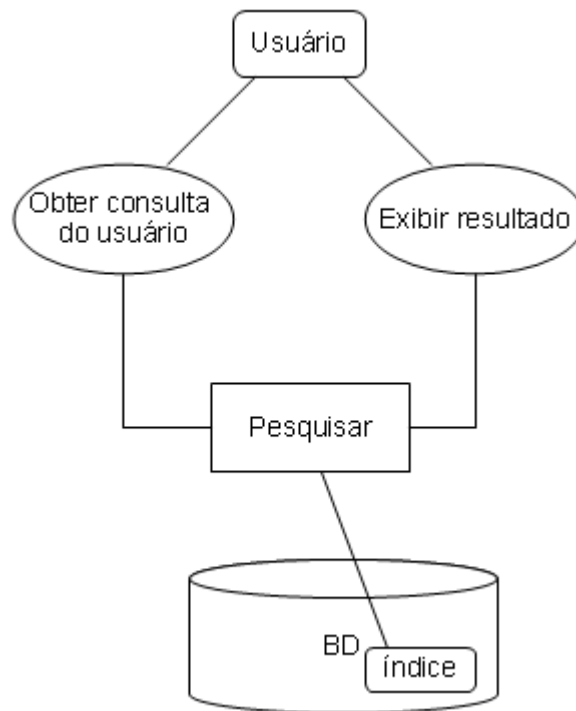 Usuário
Obter consulta
do usuário
Exibir resultado
Pesquisar
BD
índice